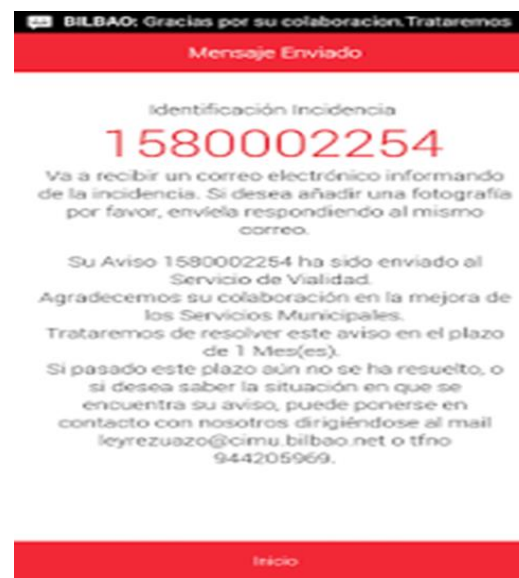 BILBAO: Gracias por su colaboracion.Trataremos
Mensaje Enviado
Identificación Incidencia
1580002254
Va a recibir un correo electrónico informando
de la incidencia. Si desea añadir una fotografía
por favor, envíela respondiendo al mismo
correo.
Su Aviso 1580002254 ha sido enviado al
Servicio de Vialidad.
Agradecemos su colaboración en la mejora de
los Servicios Municipales.
Trataremos de resolver este aviso en el plazo
de 1 Mes(es).
Si pasado este plazo aún no se ha resuelto, o
si desea saber la situación en que se
encuentra su aviso, puede ponerse en
contacto con nosotros dirigiéndose al mail
leyrezuazo@cimu.bilbao.net o tfno
944205969.
Inicio